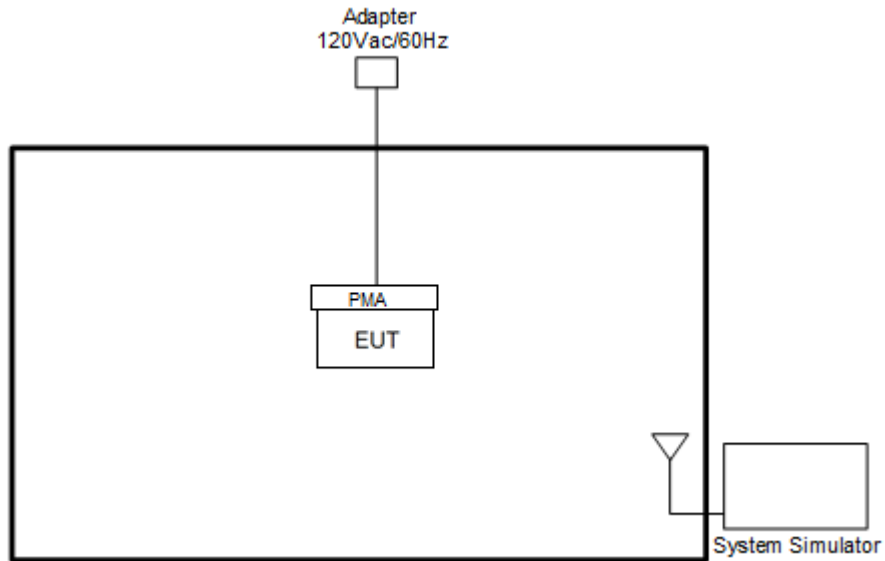 Adapter
120Vac/60Hz
PMA
EUT
System Simulator